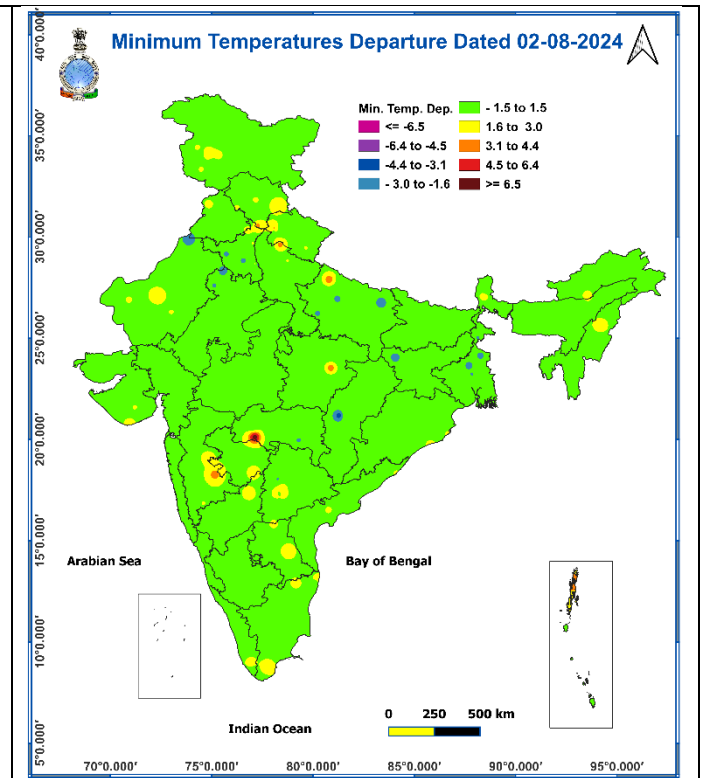 Minimum Temperatures Departure Dated 02-08-2024
Min. Temp. Dep.
<= -6.5
-6.4 to -4.5
-4.4 to -3.1
- 3.0 to -1.6
- 1.5 to 1.5
1.6 to 3.0
3.1 to 4.4
4.5 to 6.4
>= 6.5
40°0.000'
35°0.000'
30°0.000'
25°0.000'
20°0.000'
15°0.000'
10°0.000'
5°0.000'
Arabian Sea
Bay of Bengal
Indian Ocean
0 250 500 km
70°0.000' 75°0.000' 80°0.000' 85°0.000' 90°0.000' 95°0.000'